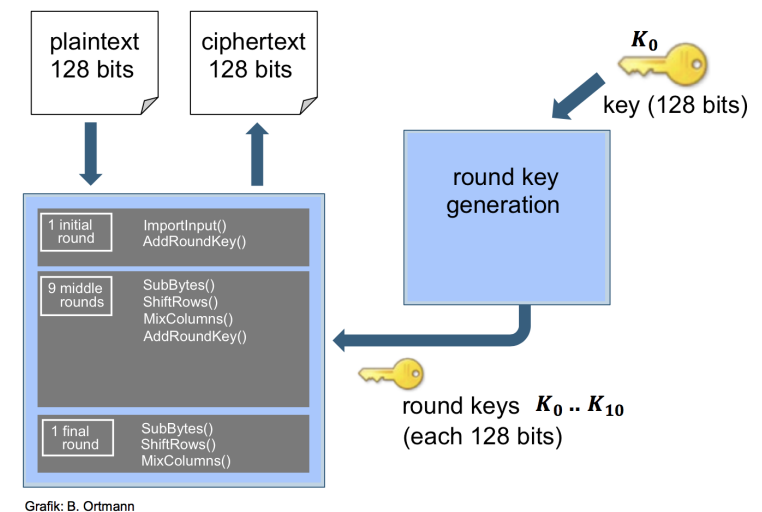 plaintext
128 bits
ciphertext
128 bits
K0
key (128 bits)
round key
generation
1 initial
round
ImportInput()
AddRoundKey()
9 middle
rounds
SubBytes()
ShiftRows()
MixColumns()
AddRoundKey()
round keys K0 .. K10
(each 128 bits)
1 final
round
SubBytes()
ShiftRows()
MixColumns()
Grafik: B. Ortmann